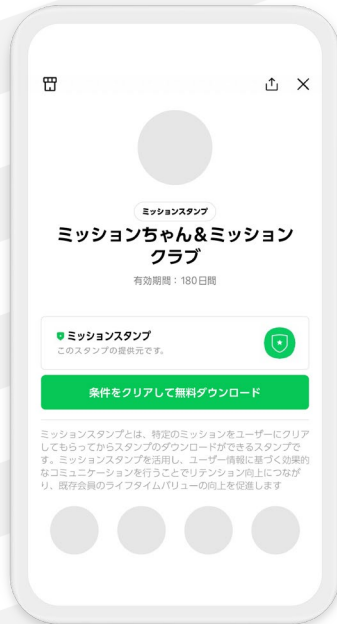 ミッションスタンプ
ミッションちゃん&ミッション
クラブ
有効期間：180日間
ミッションスタンプ
このスタンプの提供元です。
条件をクリアして無料ダウンロード
ミッションスタンプとは、特定のミッションをユーザーにクリア
してもらってからスタンプのダウンロードができるスタンプで
す。ミッションスタンプを活用し、ユーザー情報に基づく効果的
なコミュニケーションを行うことでリテンション向上につなが
り、既存会員のライフタイムバリューの向上を促進します